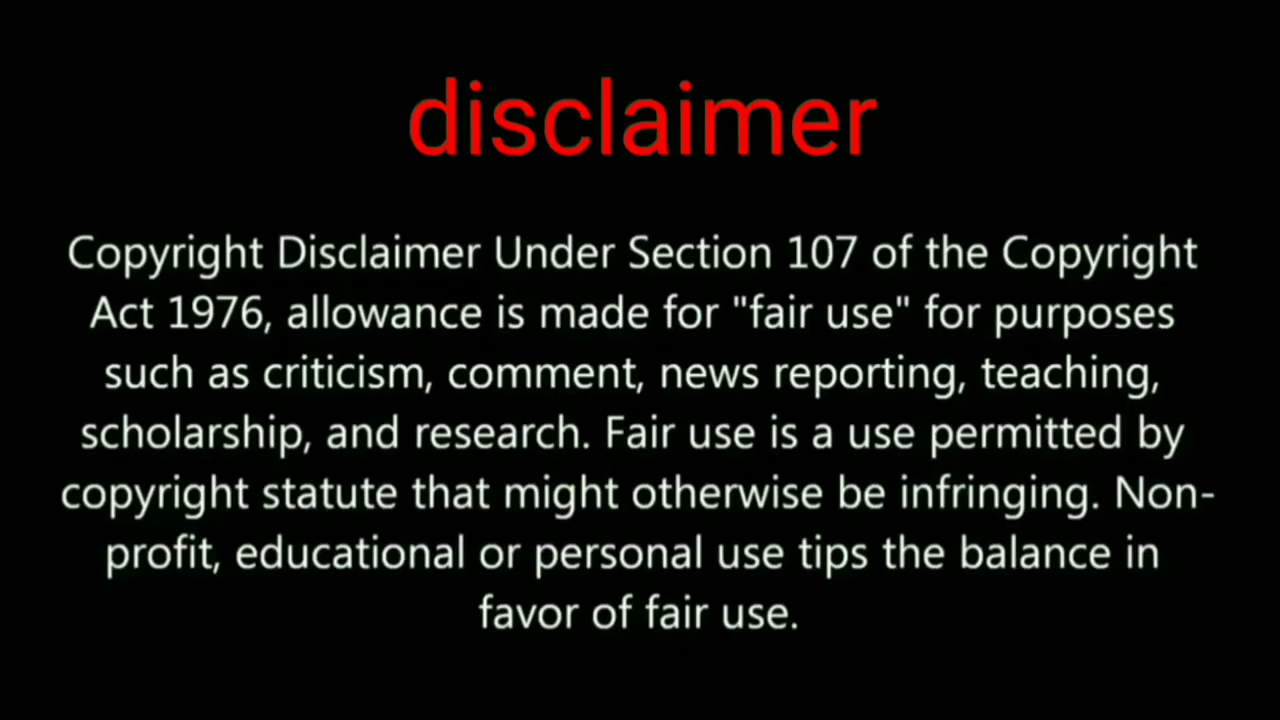 disclaimer
Copyright Disclaimer Under Section 107 of the Copyright
Act 1976, allowance is made for "fair use" for purposes
such as criticism, comment, news reporting, teaching,
scholarship, and research. Fair use is a use permitted by
copyright statute that might otherwise be infringing. Non-
profit, educational or personal use tips the balance in
favor of fair use.